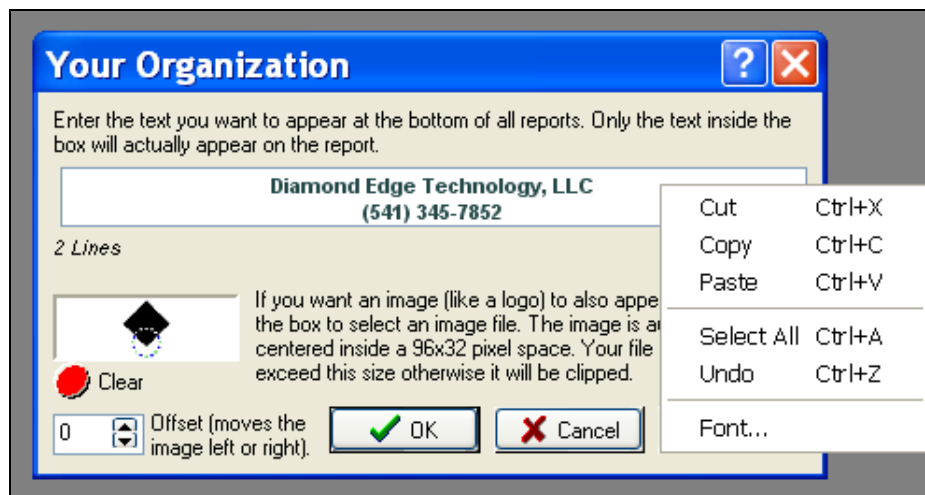 Your Organization
Enter the text you want to appear at the bottom of all reports. Only the text inside the
box will actually appear on the report.
Diamond Edge Technology, LLC
(541) 345-7852
2 Lines
If you want an image (like a logo) to also appe
the box to select an image file. The image is au
centered inside a 96x32 pixel space. Your file
exceed this size otherwise it will be clipped.
Clear
0
Offset (moves the
image left or right).
OK
Cancel
Cut Ctrl+X
Copy Ctrl+C
Paste Ctrl+V
Select All Ctrl+A
Undo Ctrl+Z
Font...